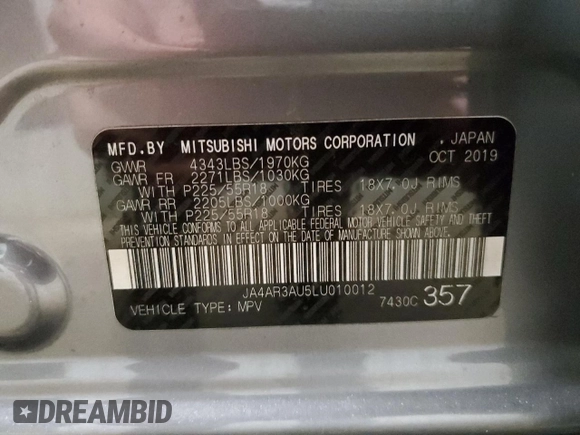 MFD.BY MITSUBISHI MOTORS CORPORATION. JAPAN
GVWR 4343LBS/1970KG OCT 2019
GAWR FR 2271LBS/1030KG
WITH P225/55R18 TIRES 18X7.0J RIMS
GAWR RR 2205LBS/1000KG
WITH P225/55R18 TIRES 18X7.0J RIMS
THIS VEHICLE CONFORMS TO ALL APPLICABLE FEDERAL MOTOR VEHICLE SAFETY AND THEFT
PREVENTION STANDARDS IN EFFECT ON THE DATE OF MANUFACTURE SHOWN ABOVE.
JA4AR3AU5LU010012
VEHICLE TYPE: MPV 7430C 357
DREAMBID